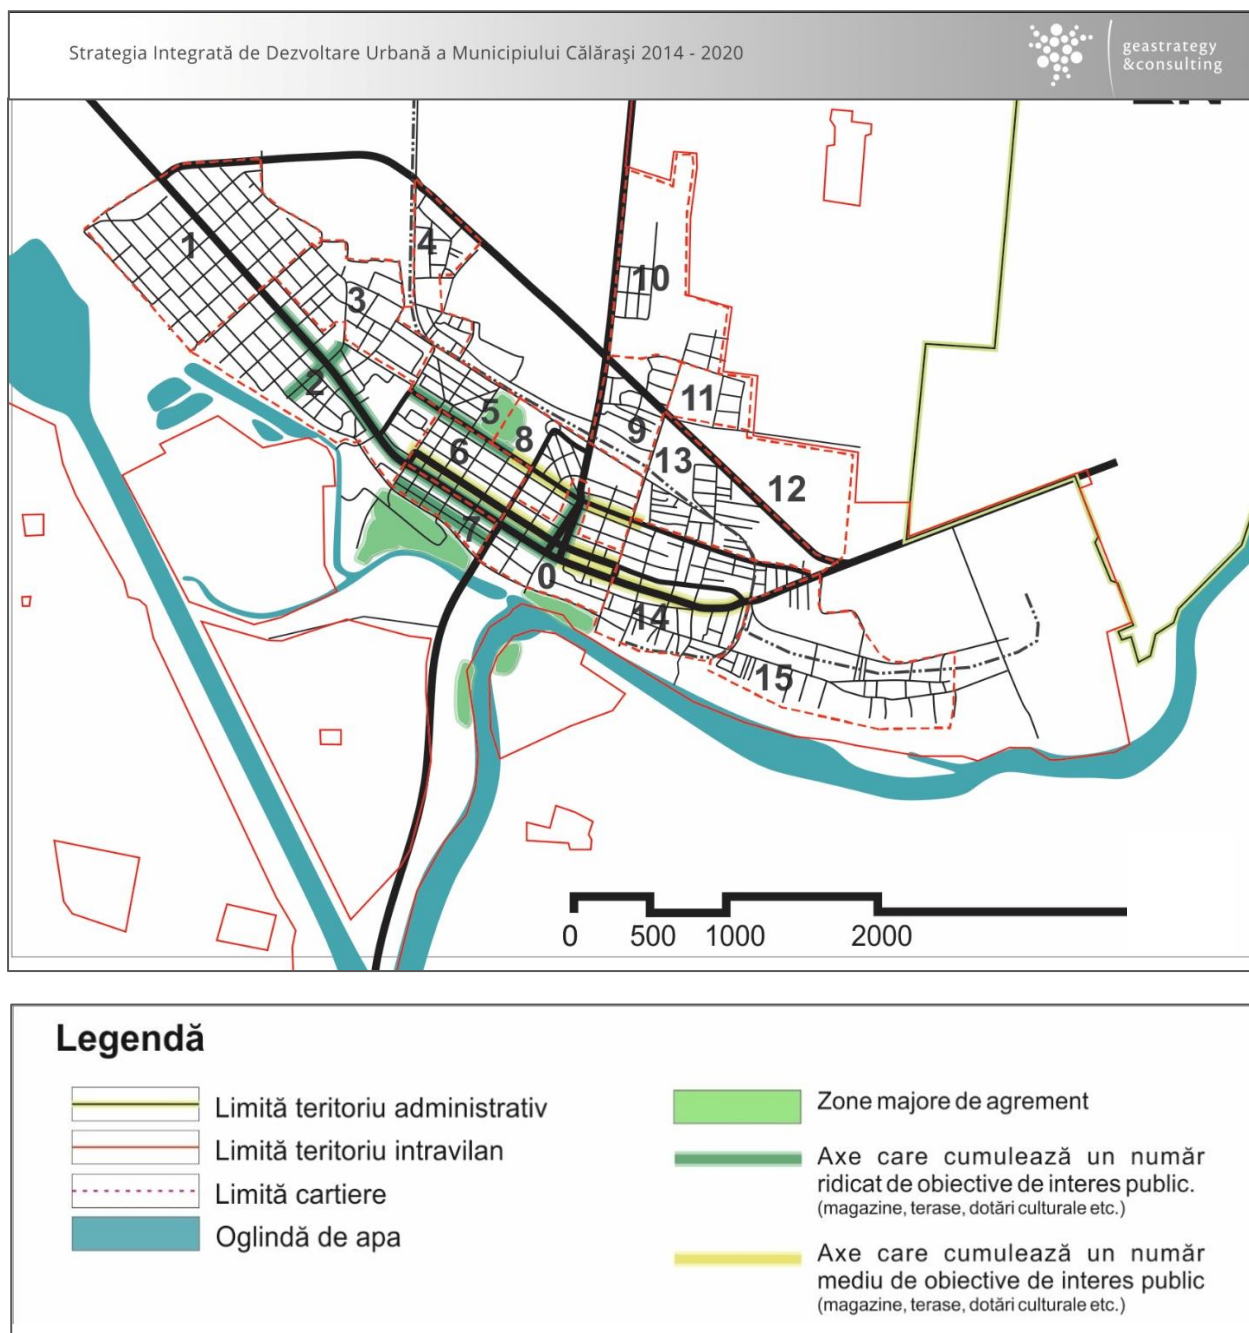 Strategia Integrată de Dezvoltare Urbană a Municipiului Călăraşi 2014 - 2020
geastrategy
&consulting
1
4
10
3
2
5
11
9
8
6
13
12
7
0
14
15
0 500 1000 2000
Legendă
Limită teritoriu administrativ
Limită teritoriu intravilan
Limită cartiere
Oglindă de apa
Zone majore de agrement
Axe care cumulează un număr
ridicat de obiective de interes public.
(magazine, terase, dotări culturale etc.)
Axe care cumulează un număr
mediu de obiective de interes public
(magazine, terase, dotări culturale etc.)